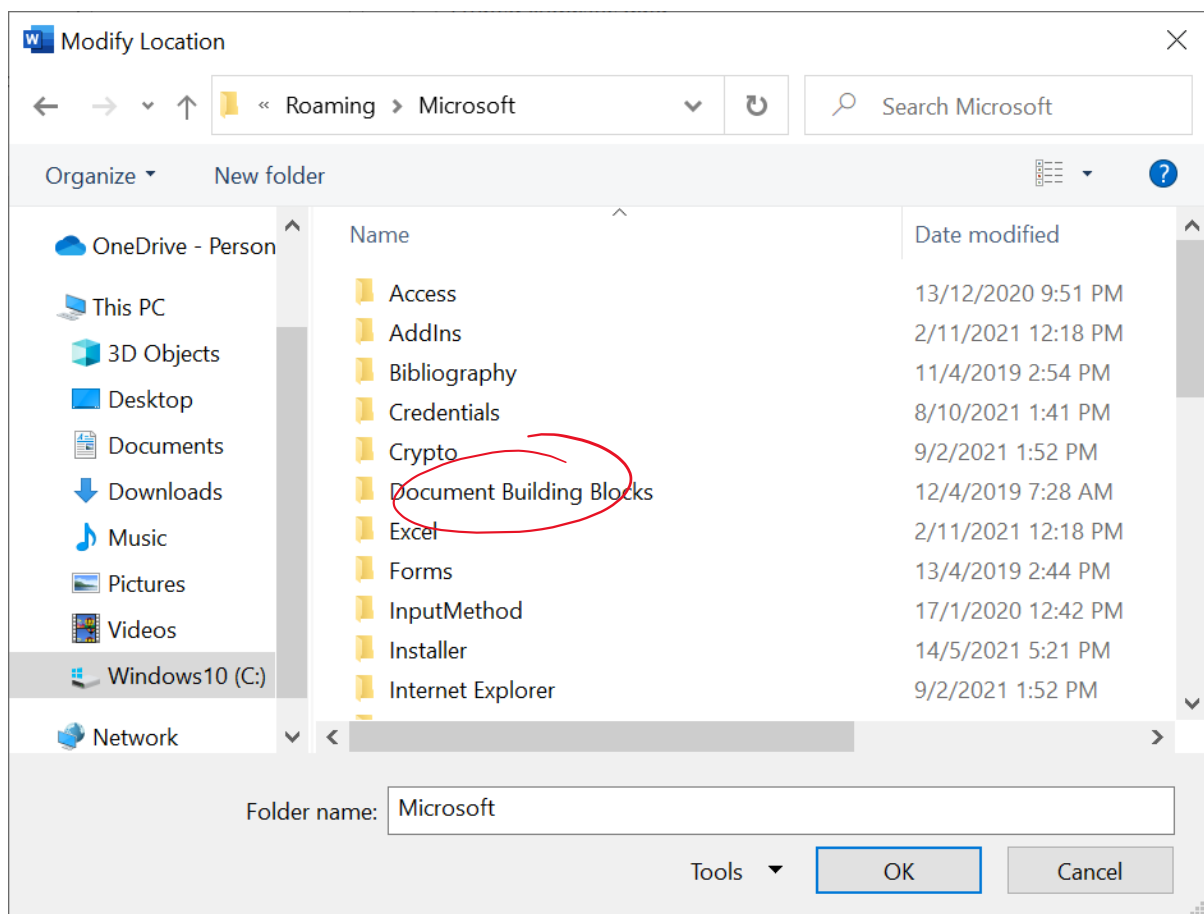 Modify Location
« Roaming > Microsoft
Search Microsoft
Organize
New folder
OneDrive - Person
This PC
3D Objects
Desktop
Documents
Downloads
Music
Pictures
Videos
Windows10 (C:)
Network
Name Date modified
Access 13/12/2020 9:51 PM
AddIns 2/11/2021 12:18 PM
Bibliography 11/4/2019 2:54 PM
Credentials 8/10/2021 1:41 PM
Crypto 9/2/2021 1:52 PM
Document Building Blocks 12/4/2019 7:28 AM
Excel 2/11/2021 12:18 PM
Forms 13/4/2019 2:44 PM
InputMethod 17/1/2020 12:42 PM
Installer 14/5/2021 5:21 PM
Internet Explorer 9/2/2021 1:52 PM
Folder name: Microsoft
Tools OK Cancel